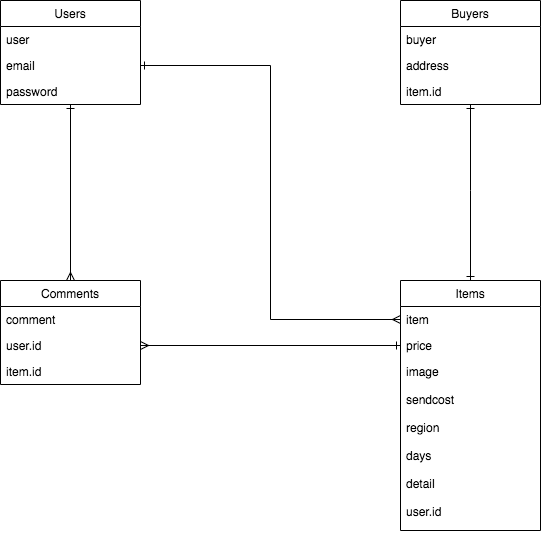 Users
user
email
password
Buyers
buyer
address
item.id
Comments
comment
user.id
item.id
Items
item
price
image
sendcost
region
days
detail
user.id